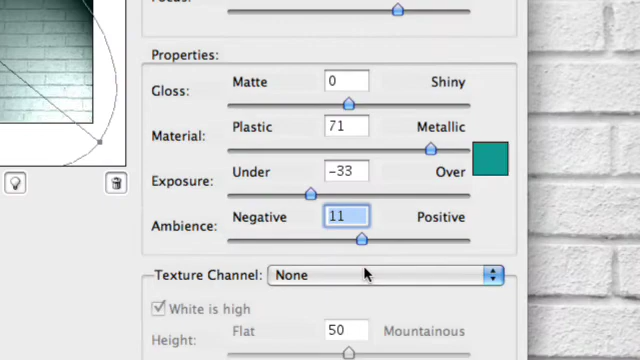 Properties:
Matte 0 Shiny
Gloss:
Plastic 71 Metallic
Material:
Under -33 Over
Exposure:
Negative 11 Positive
Ambience:
Texture Channel: None
White is high
Flat 50 Mountainous
Height: